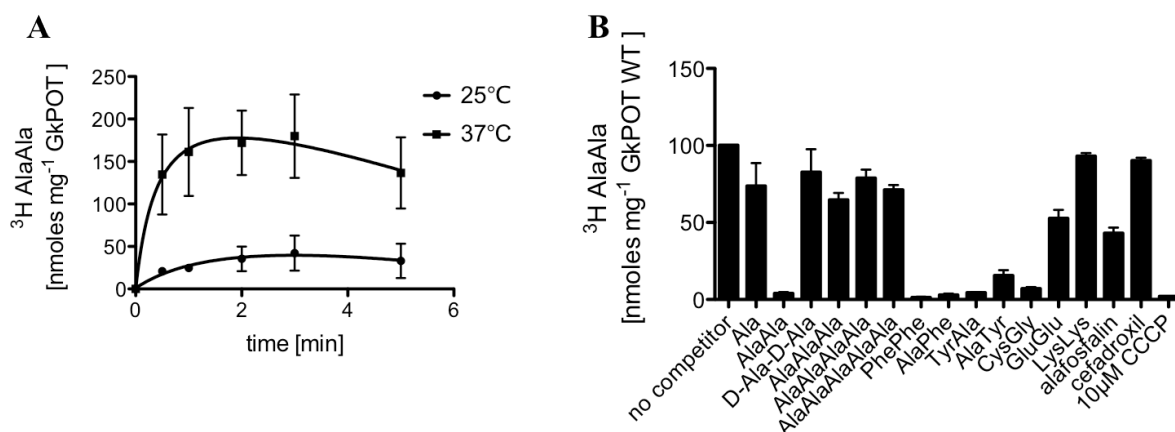 A
³H AlaAla
[nmoles mg⁻¹ GkPOT ]
250
200
150
100
50
0
0
2
4
6
time [min]
25°C
37°C
B
³H AlaAla
[nmoles mg⁻¹ GkPOT WT ]
150
100
50
0
no competitor
Ala
AlaAla
D-Ala-D-Ala
AlaAlaAla
AlaAlaAlaAla
AlaAlaAlaAlaAla
PhePhe
AlaPhe
TyrAla
AlaTyr
CysGly
GluGlu
LysLys
alafosfalin
cefadroxil
10µM CCCP